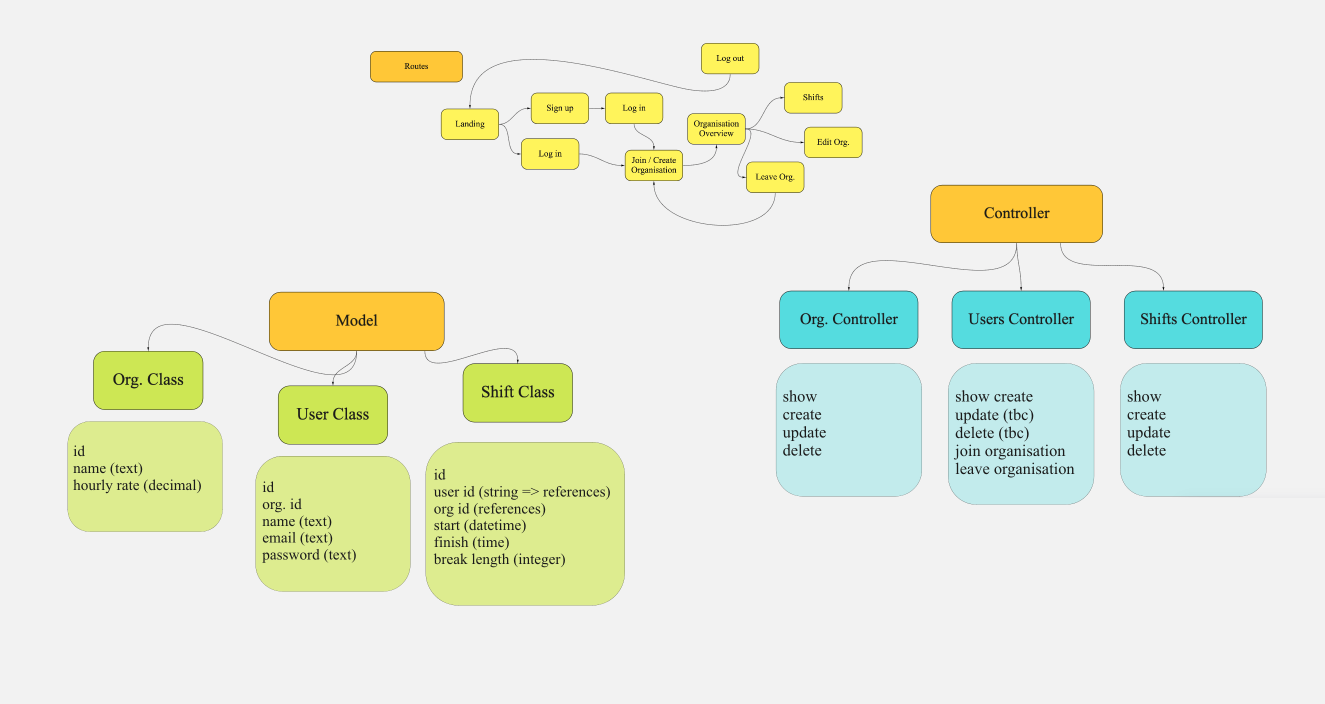 Routes
Log out
Landing
Sign up
Log in
Log in
Join / Create
Organisation
Organisation
Overview
Shifts
Edit Org.
Leave Org.
Model
Org. Class
id
name (text)
hourly rate (decimal)
User Class
id
org. id
name (text)
email (text)
password (text)
Shift Class
id
user id (string => references)
org id (references)
start (datetime)
finish (time)
break length (integer)
Controller
Org. Controller
show
create
update
delete
Users Controller
show create
update (tbc)
delete (tbc)
join organisation
leave organisation
Shifts Controller
show
create
update
delete